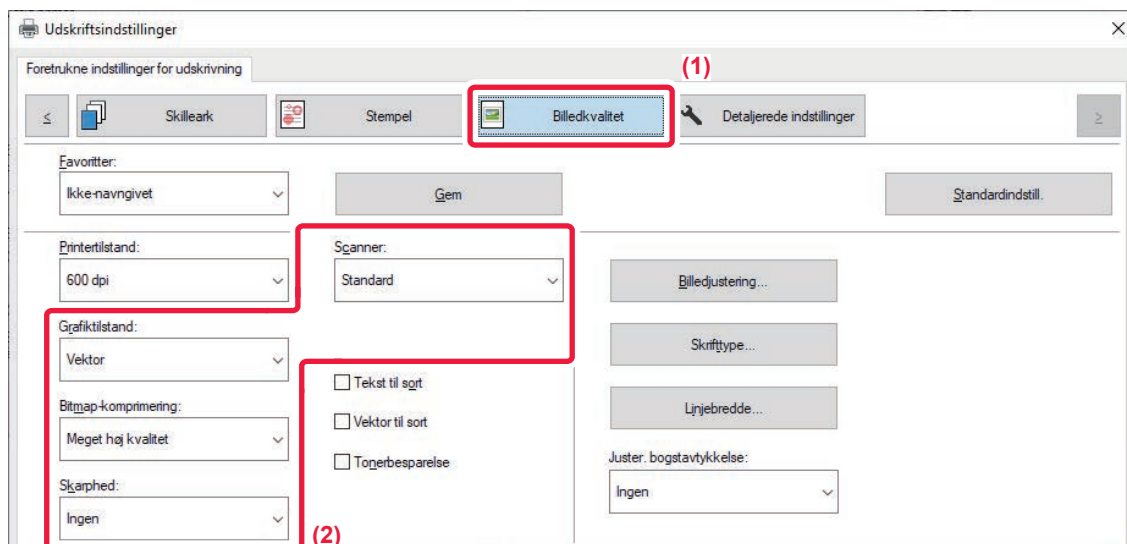 Udskriftsindstillinger
Foretrukne indstillinger for udskrivning
(1)
< Skilleark Stempel Billedkvalitet Detaljerede indstillinger >
Favoritter:
Ikke-navngivet Gem Standardindstill.
Printertilstand: Scanner:
600 dpi Standard Billedjustering...
Grafiktilstand:
Vektor Skrifttype...
Tekst til sort
Bitmap-komprimering: Vektor til sort Linjebredde...
Meget høj kvalitet
Tonerbesparelse Juster. bogstavtykkelse:
Skarphed:
Ingen Ingen
(2)